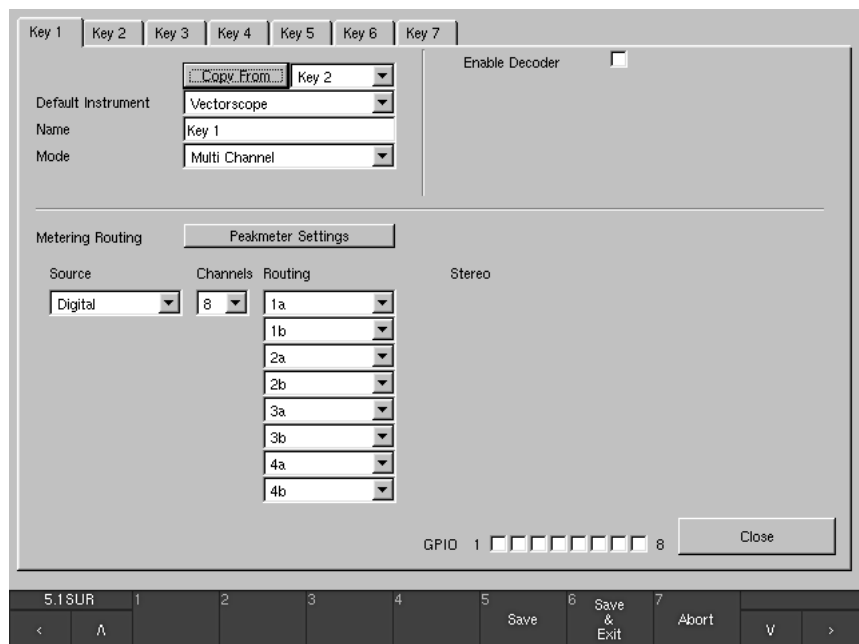 Key 1 Key 2 Key 3 Key 4 Key 5 Key 6 Key 7
Copy From Key 2
Enable Decoder
Default Instrument Vectorscope
Name Key 1
Mode Multi Channel
Metering Routing Peakmeter Settings
Source Channels Routing Stereo
Digital 8 1a
1b
2a
2b
3a
3b
4a
4b
GPIO 1 8 Close
5.1SUR 1 2 3 4 5 Save 6 Save & Exit 7 Abort
< Λ V >